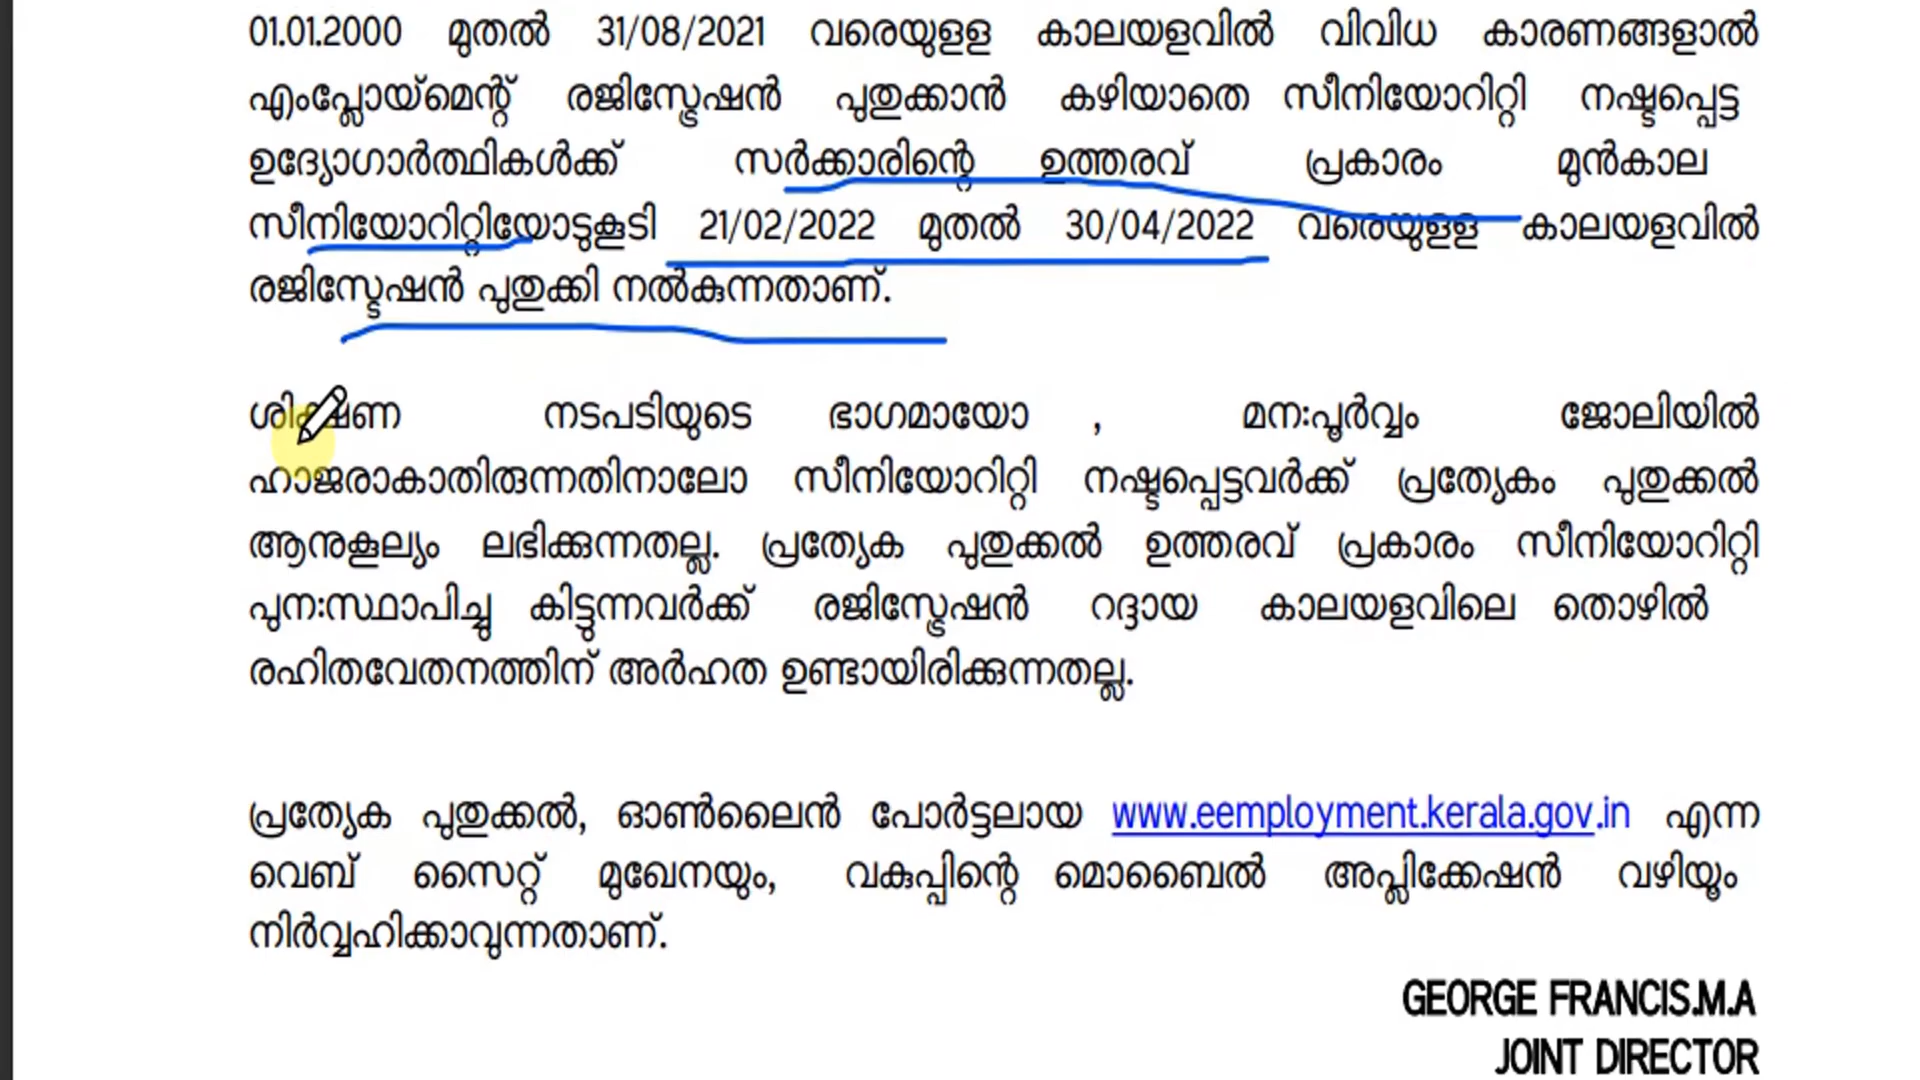 01.01.2000 മുതൽ 31/08/2021 വരെയുളള കാലയളവിൽ വിവിധ കാരണങ്ങളാൽ
എംപ്ലോയ്മെന്റ് രജിസ്ട്രേഷൻ പുതുക്കാൻ കഴിയാതെ സീനിയോറിറ്റി നഷ്ടപ്പെട്ട
ഉദ്യോഗാർത്ഥികൾക്ക് സർക്കാരിന്റെ ഉത്തരവ് പ്രകാരം മുൻകാല
സീനിയോറിറ്റിയോടുകൂടി 21/02/2022 മുതൽ 30/04/2022 വരെയുളള കാലയളവിൽ
രജിസ്ടേഷൻ പുതുക്കി നൽകുന്നതാണ്.
ശിക്ഷണ നടപടിയുടെ ഭാഗമായോ , മനഃപൂർവ്വം ജോലിയിൽ
ഹാജരാകാതിരുന്നതിനാലോ സീനിയോറിറ്റി നഷ്ടപ്പെട്ടവർക്ക് പ്രത്യേകം പുതുക്കൽ
ആനുകൂല്യം ലഭിക്കുന്നതല്ല. പ്രത്യേക പുതുക്കൽ ഉത്തരവ് പ്രകാരം സീനിയോറിറ്റി
പുനഃസ്ഥാപിച്ചു കിട്ടുന്നവർക്ക് രജിസ്ട്രേഷൻ റദ്ദായ കാലയളവിലെ തൊഴിൽ
രഹിതവേതനത്തിന് അർഹത ഉണ്ടായിരിക്കുന്നതല്ല.
പ്രത്യേക പുതുക്കൽ, ഓൺലൈൻ പോർട്ടലായ www.eemployment.kerala.gov.in എന്ന
വെബ് സൈറ്റ് മുഖേനയും, വകുപ്പിന്റെ മൊബൈൽ അപ്ലിക്കേഷൻ വഴിയൂം
നിർവ്വഹിക്കാവുന്നതാണ്.
GEORGE FRANCIS.M.A
JOINT DIRECTOR